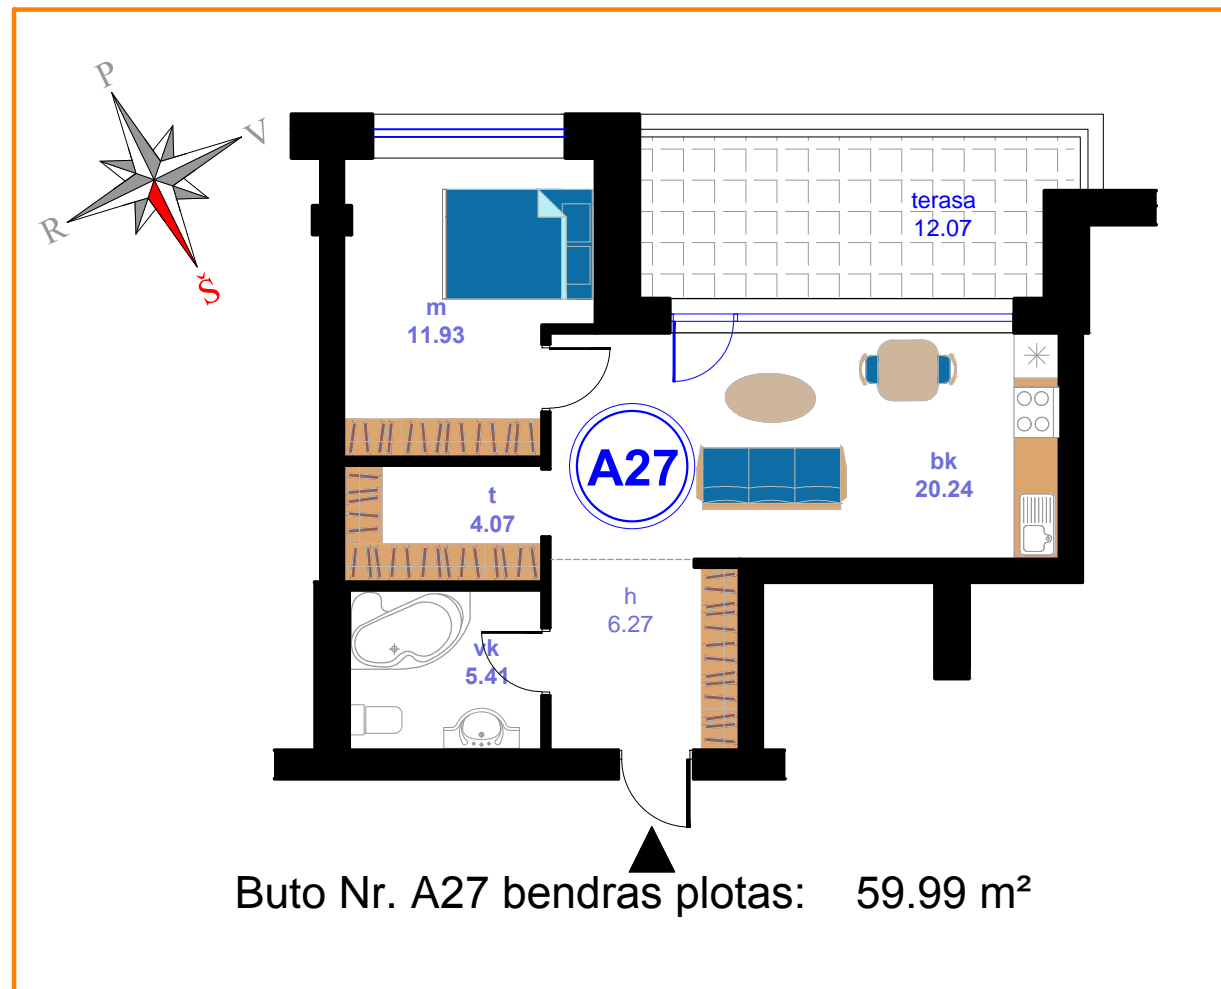 P
V
R
Š
terasa
12.07
m
11.93
A27
bk
20.24
t
4.07
h
6.27
vk
5.41
Buto Nr. A27 bendras plotas: 59.99 m²